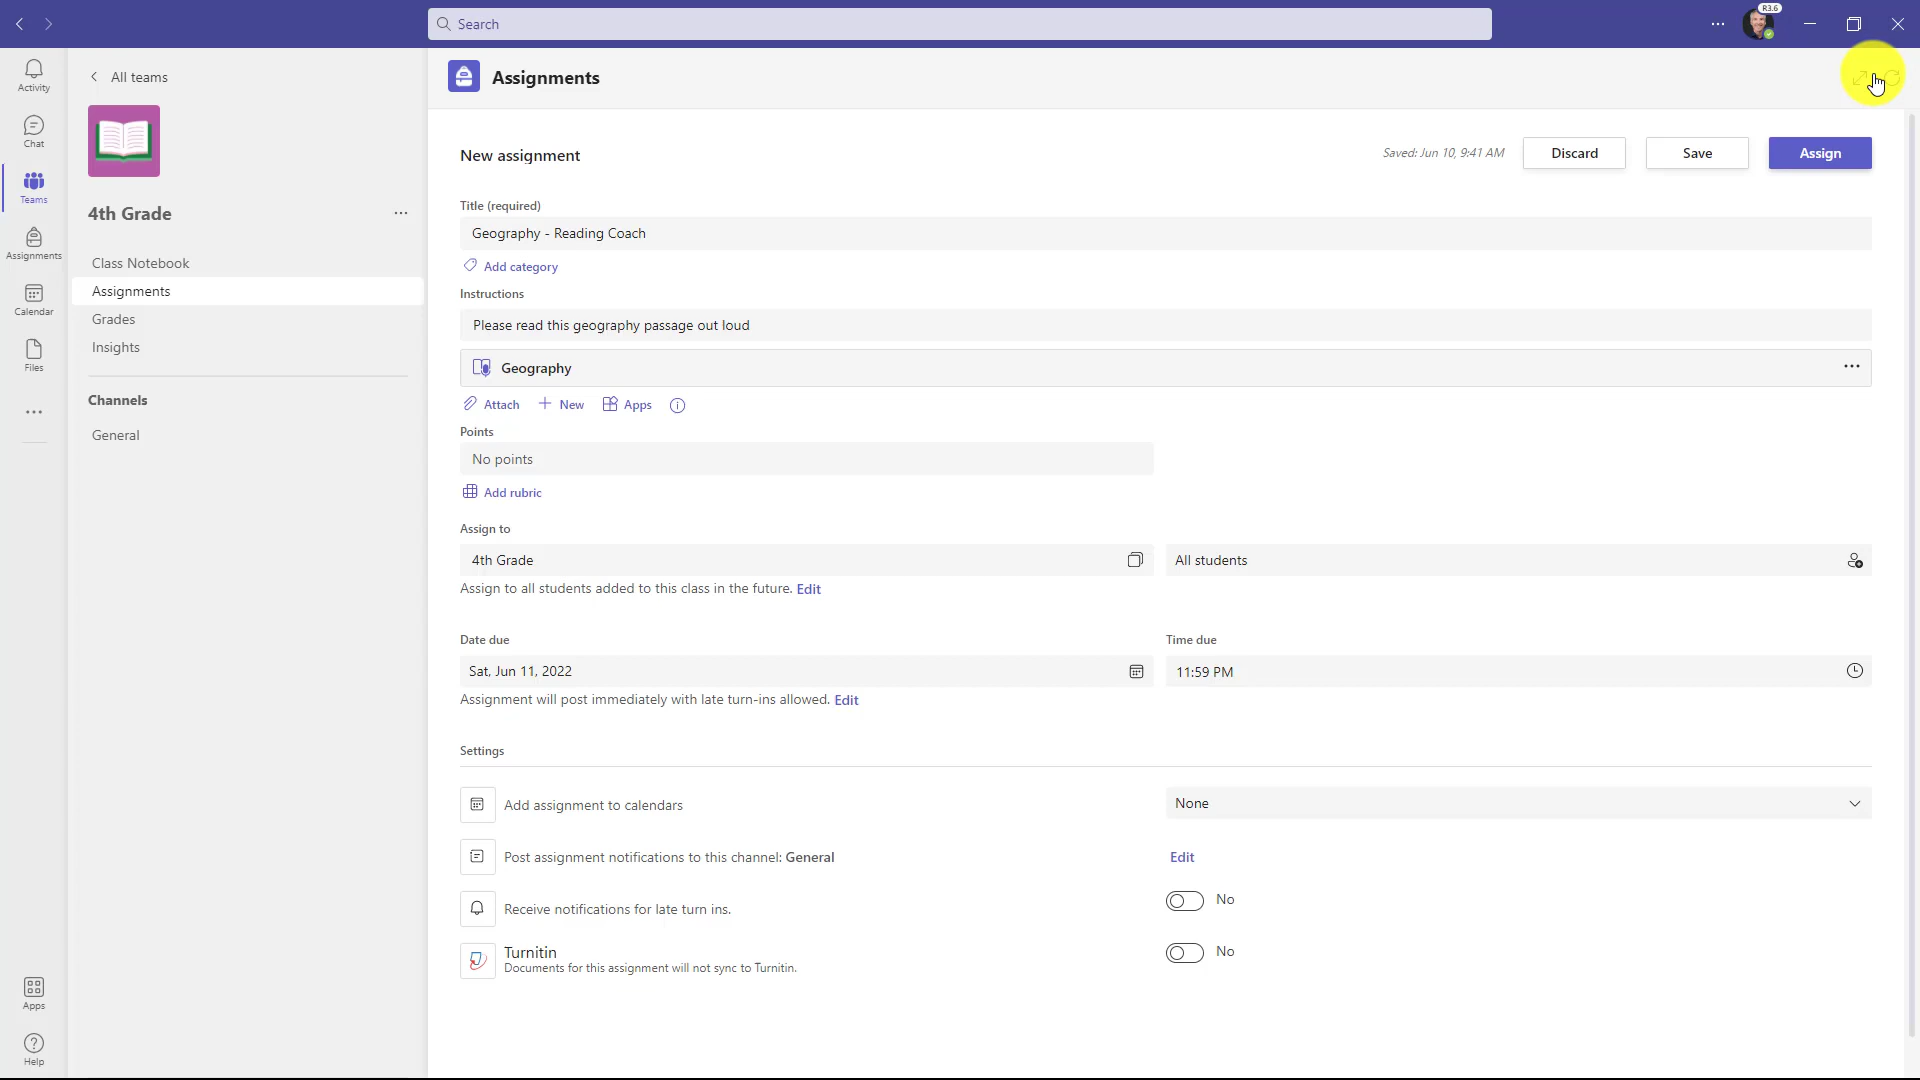 Search
R3.6
Activity
Chat
Teams
Assignments
Calendar
Files
Apps
Help
All teams
4th Grade
Class Notebook
Assignments
Grades
Insights
Channels
General
Assignments
New assignment
Saved: Jun 10, 9:41 AM
Discard
Save
Assign
Title (required)
Geography - Reading Coach
Add category
Instructions
Please read this geography passage out loud
Geography
Attach
New
Apps
Points
No points
Add rubric
Assign to
4th Grade
All students
Assign to all students added to this class in the future. Edit
Date due
Time due
Sat, Jun 11, 2022
11:59 PM
Assignment will post immediately with late turn-ins allowed. Edit
Settings
Add assignment to calendars
None
Post assignment notifications to this channel: General
Edit
Receive notifications for late turn ins.
No
Turnitin
Documents for this assignment will not sync to Turnitin.
No